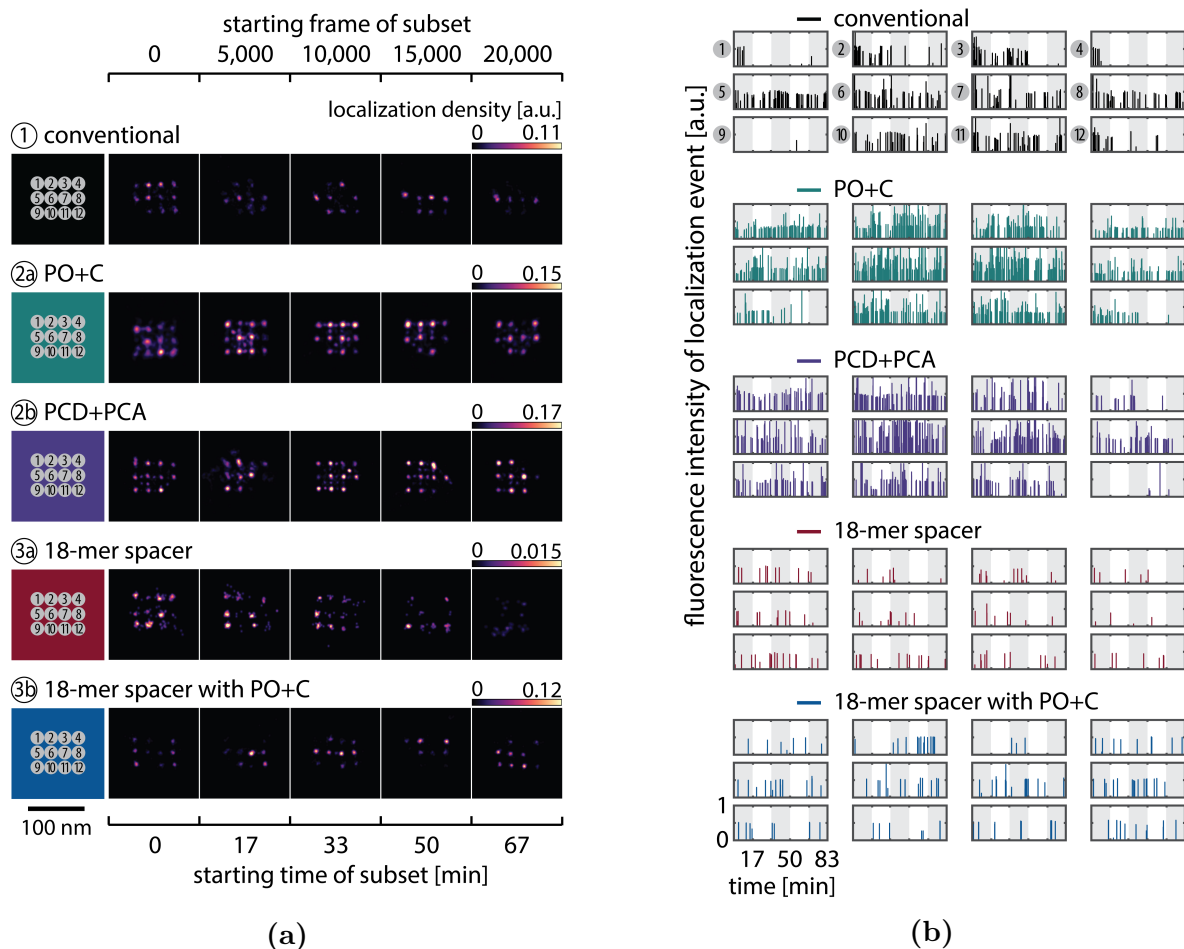 starting frame of subset
0 5,000 10,000 15,000 20,000
localization density [a.u.]
1 conventional
0 0.11
1 2 3 4
5 6 7 8
9 10 11 12
2a PO+C
0 0.15
1 2 3 4
5 6 7 8
9 10 11 12
2b PCD+PCA
0 0.17
1 2 3 4
5 6 7 8
9 10 11 12
3a 18-mer spacer
0 0.015
1 2 3 4
5 6 7 8
9 10 11 12
3b 18-mer spacer with PO+C
0 0.12
1 2 3 4
5 6 7 8
9 10 11 12
100 nm
0 17 33 50 67
starting time of subset [min]
(a)
fluorescence intensity of localization event [a.u.]
conventional
1 2 3 4
5 6 7 8
9 10 11 12
PO+C
PCD+PCA
18-mer spacer
18-mer spacer with PO+C
1
0
17 50 83
time [min]
(b)